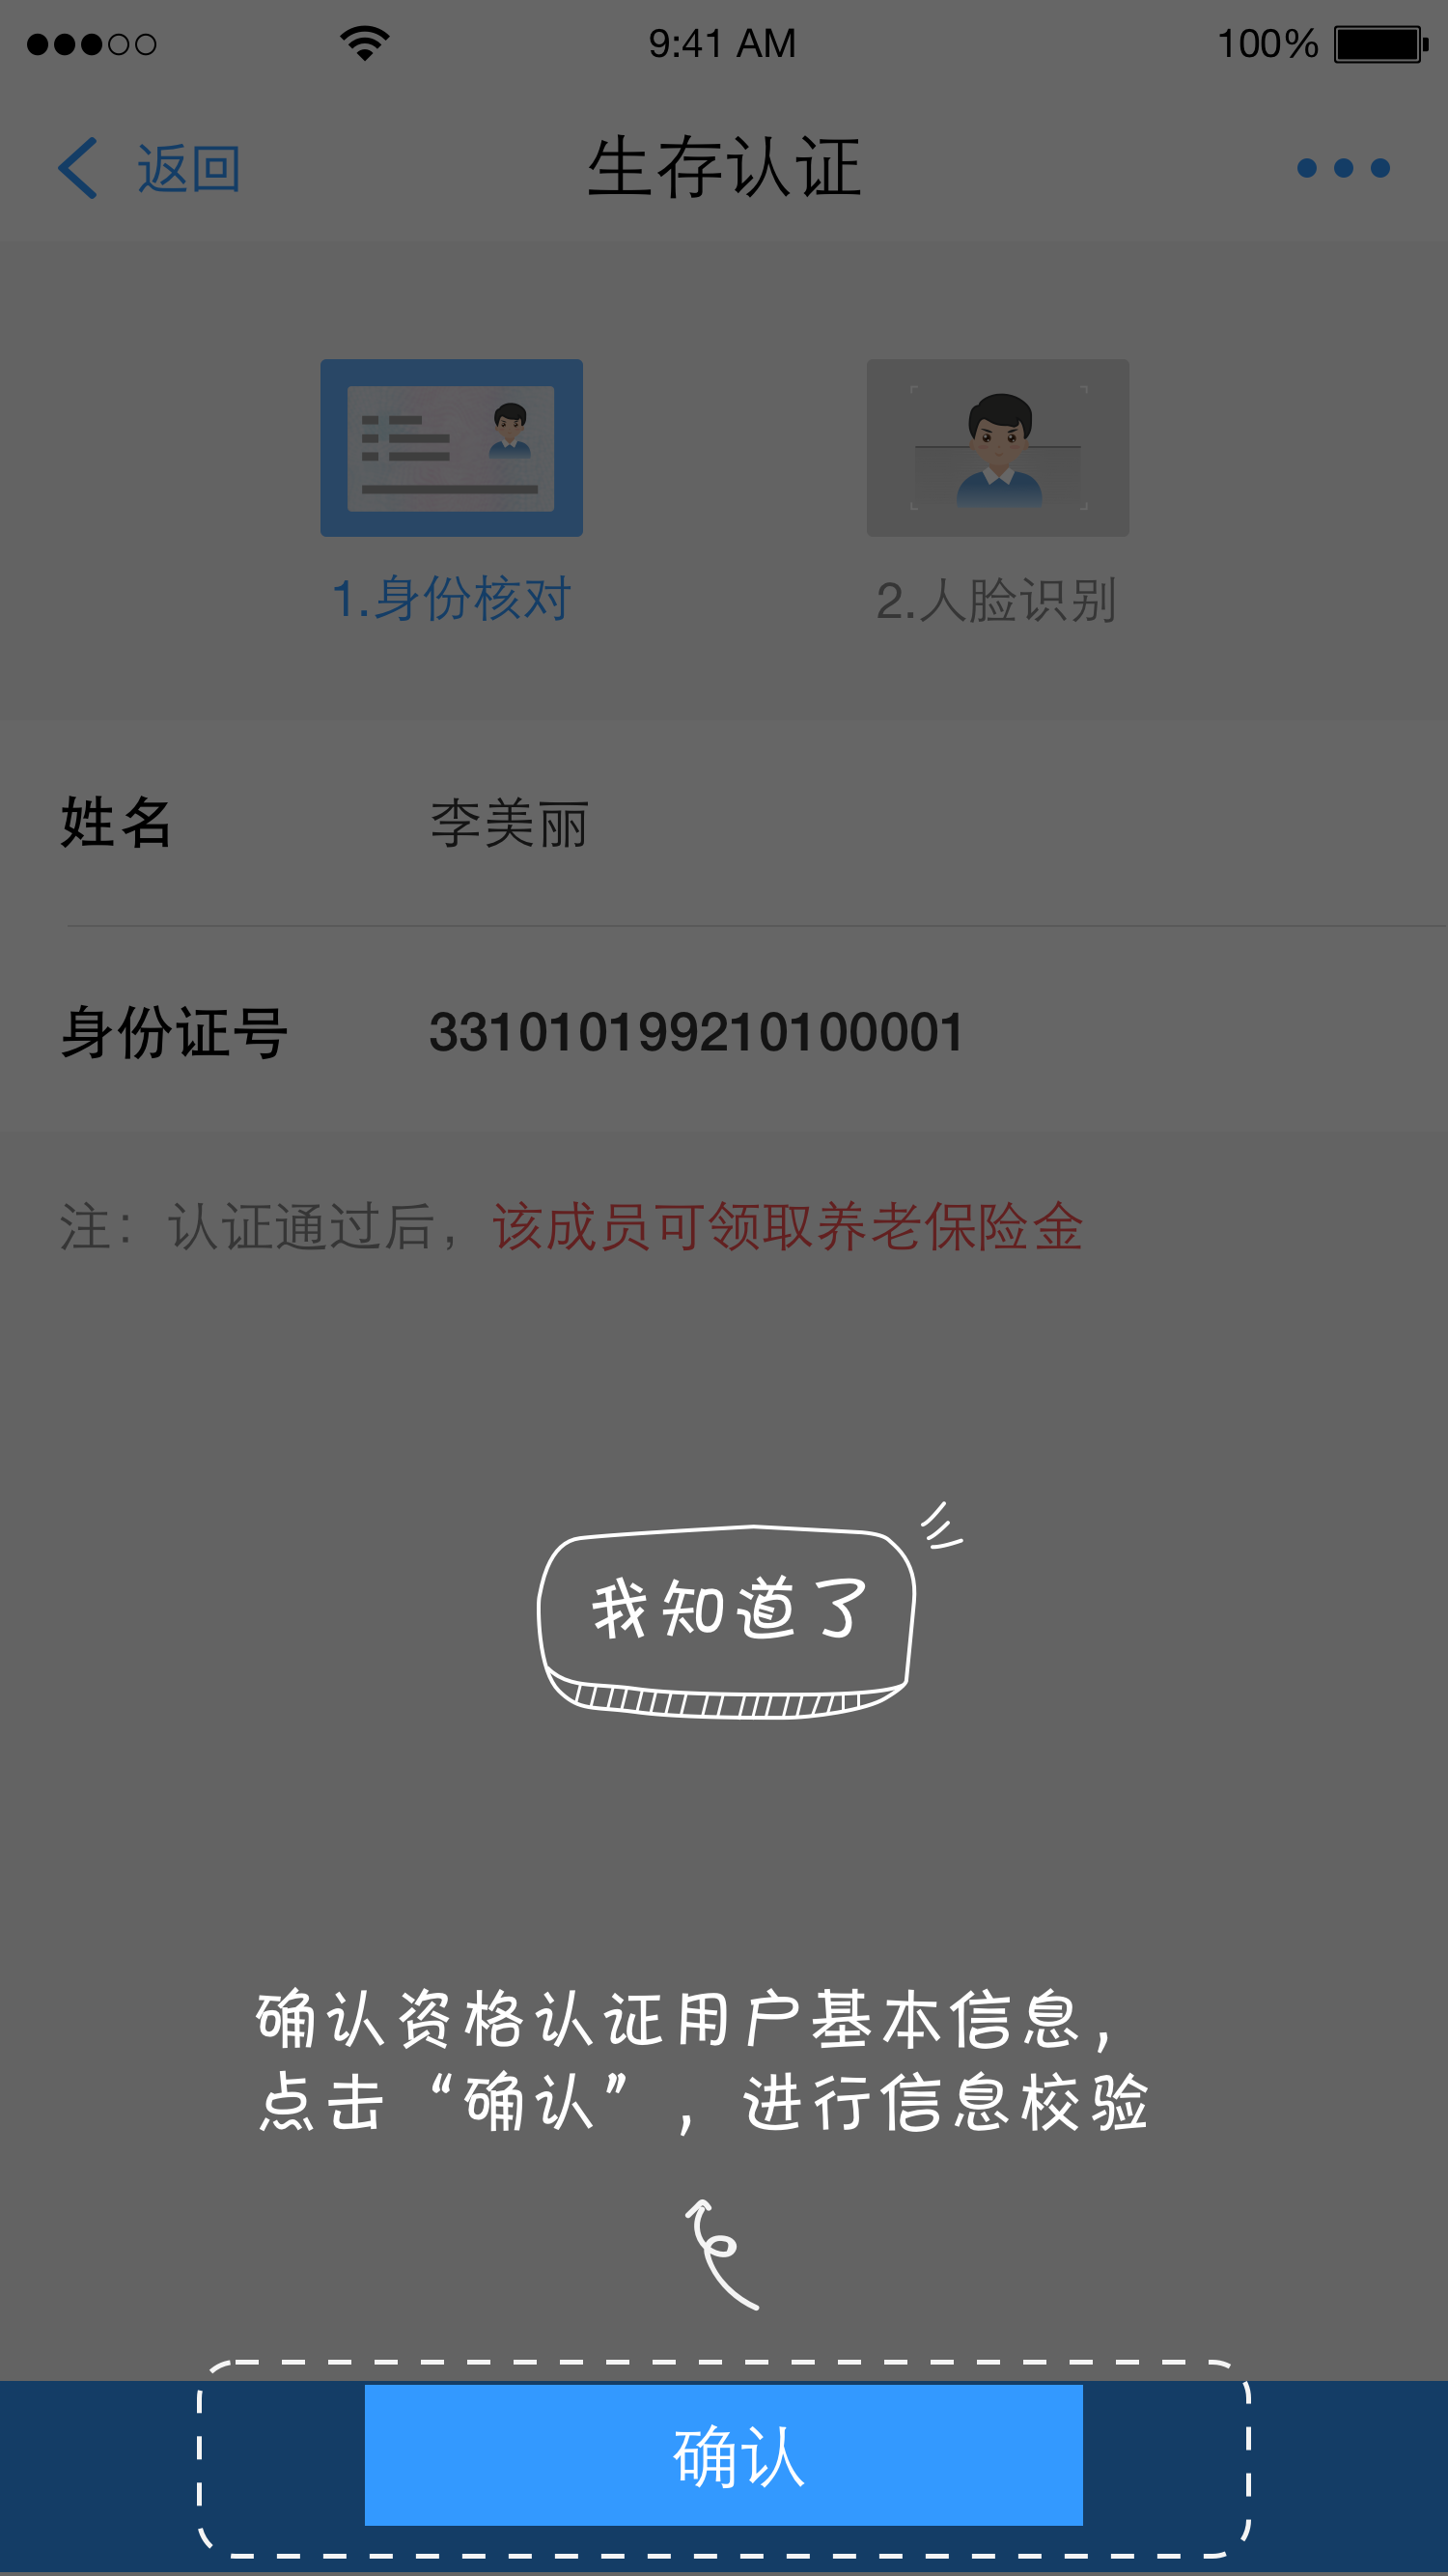 9:41 AM 100%
返回 生存认证
1.身份核对 2.人脸识别
姓名 李美丽
身份证号 331010199210100001
注：认证通过后，该成员可领取养老保险金
我知道了
确认资格认证用户基本信息，
点击“确认”，进行信息校验
确认